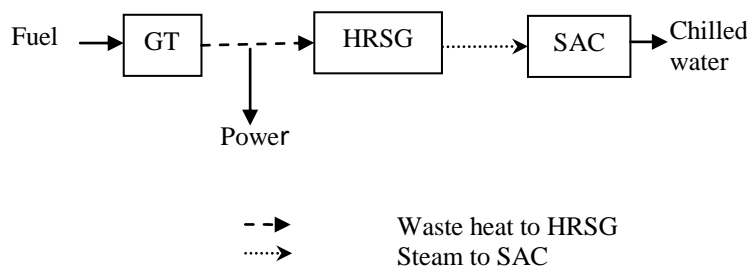 Fuel
GT
HRSG
SAC
Chilled
water
Power
Waste heat to HRSG
Steam to SAC